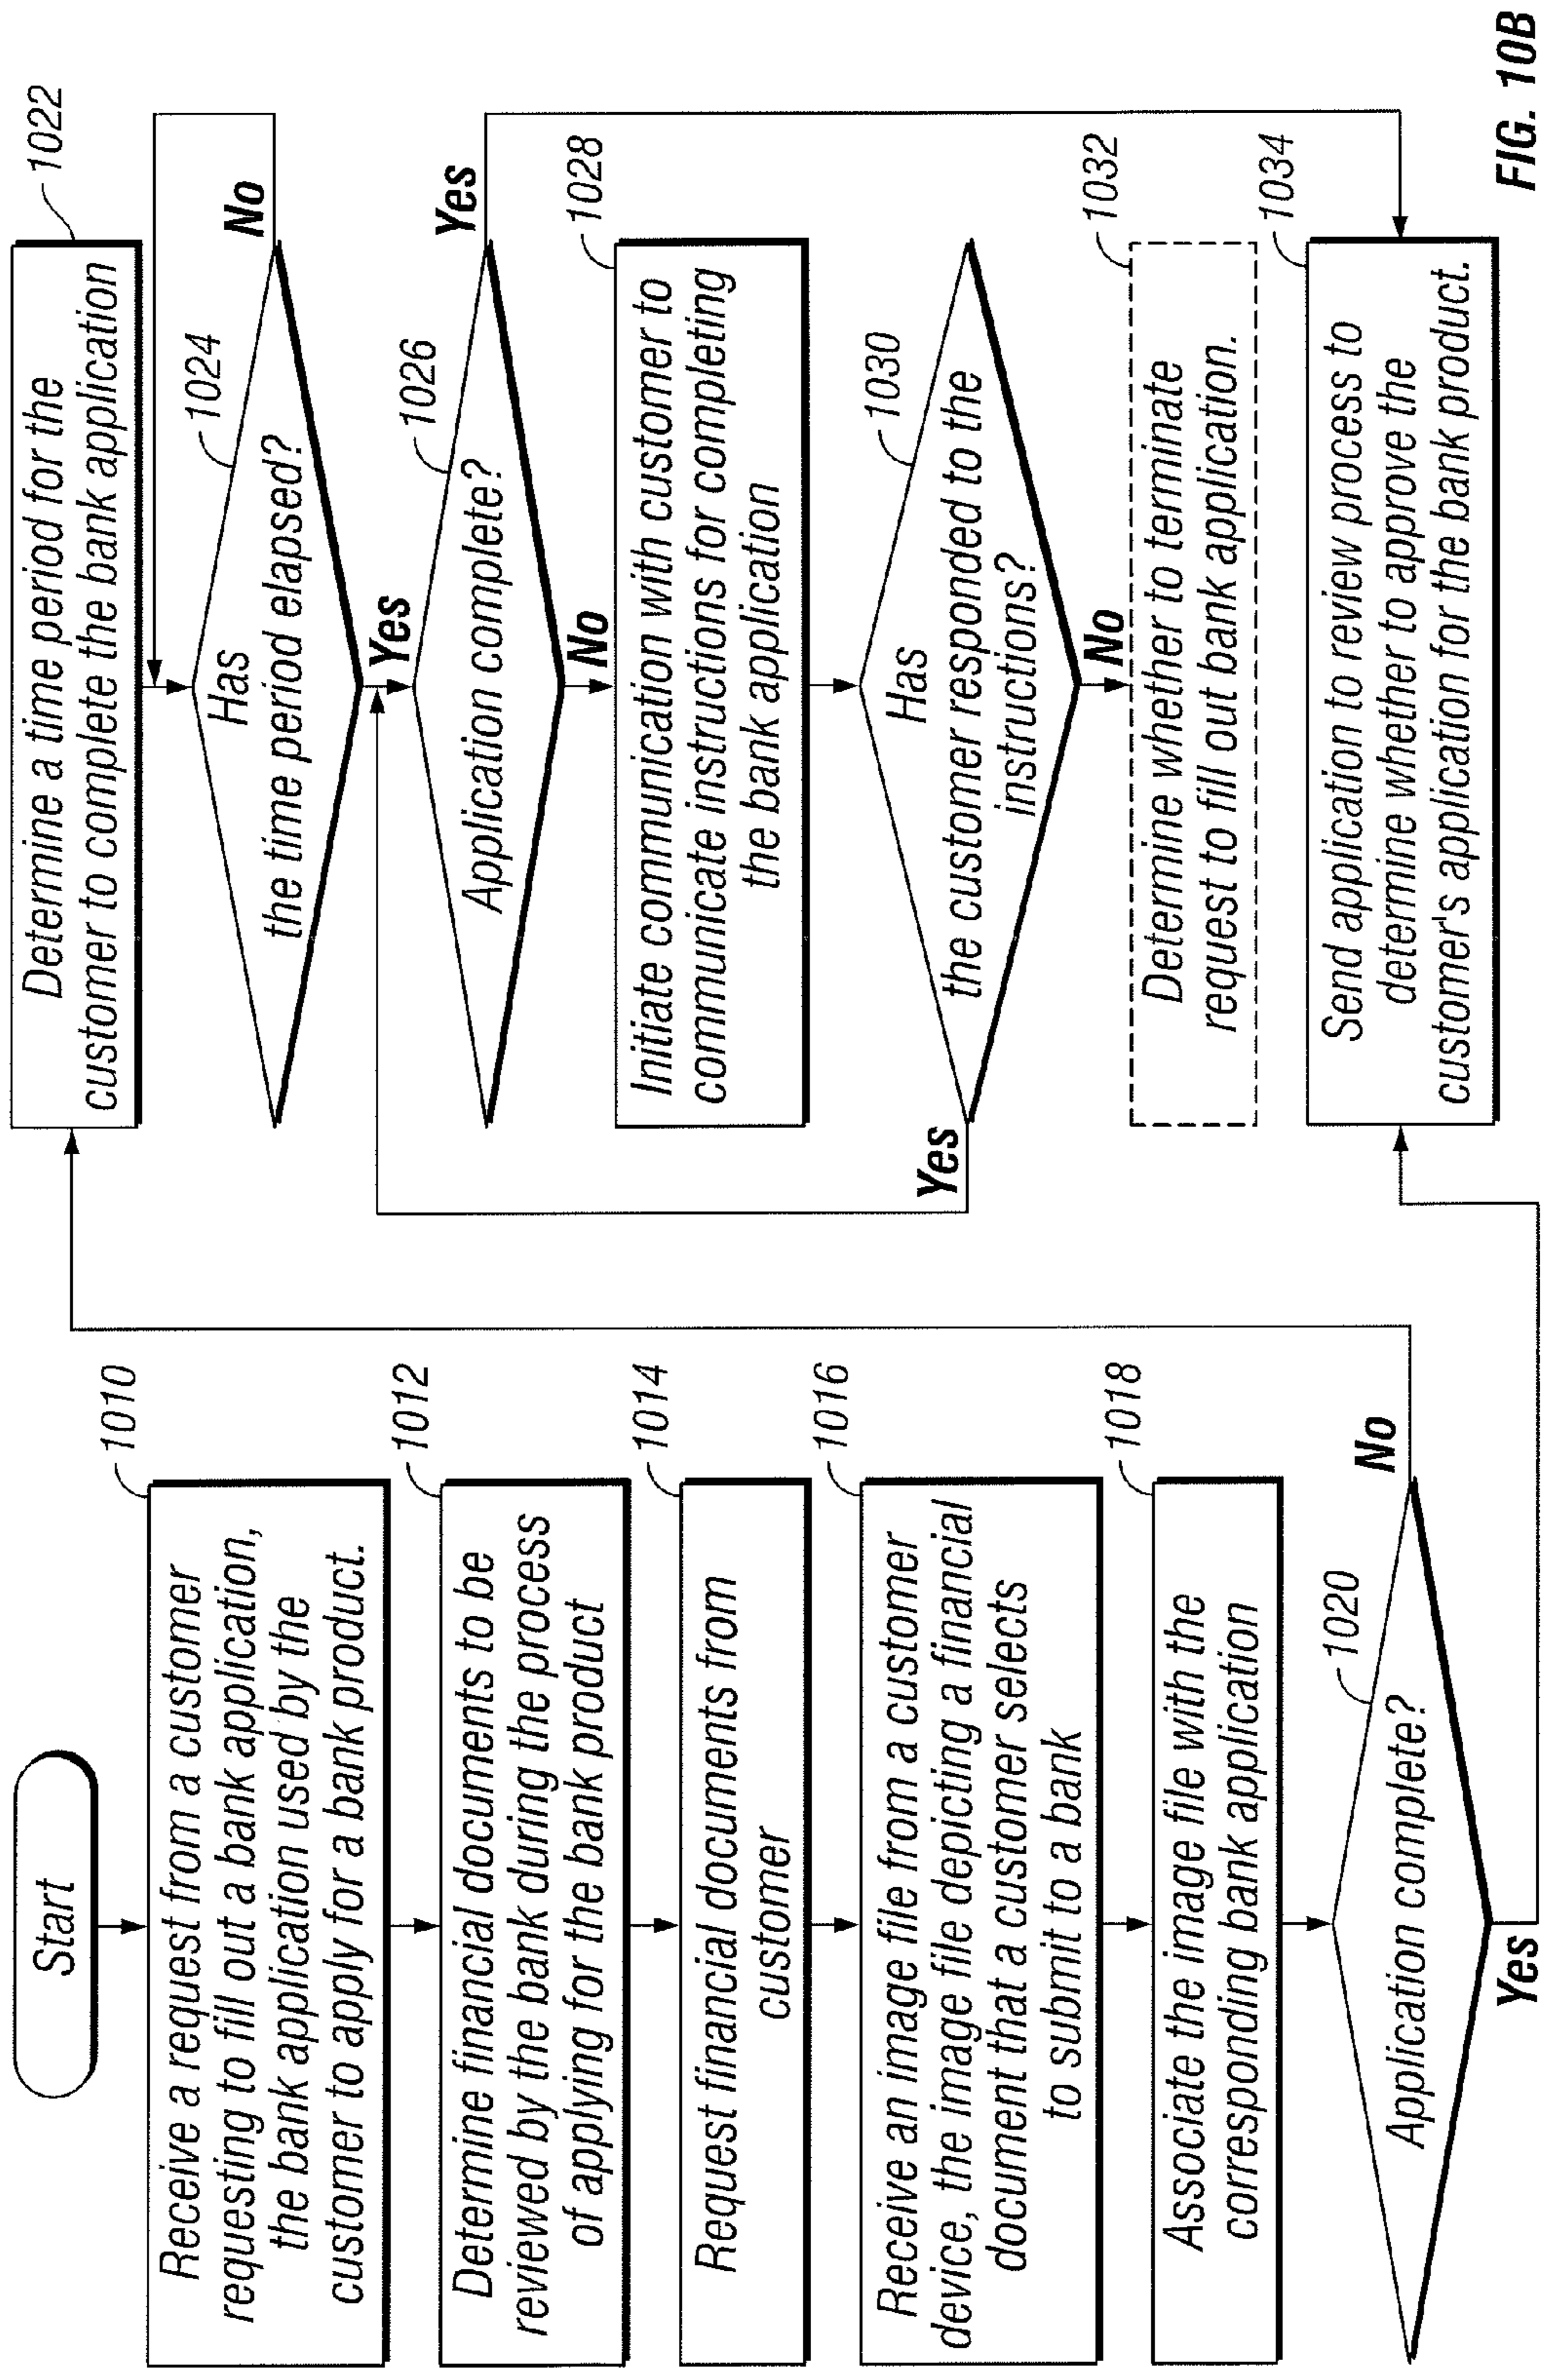 Start
1010
Receive a request from a customer
requesting to fill out a bank application,
the bank application used by the
customer to apply for a bank product.
1012
Determine financial documents to be
reviewed by the bank during the process
of applying for the bank product
1014
Request financial documents from
customer
1016
Receive an image file from a customer
device, the image file depicting a financial
document that a customer selects
to submit to a bank
1018
Associate the image file with the
corresponding bank application
1020
Application complete?
No
Yes
1022
Determine a time period for the
customer to complete the bank application
1024
Has
the time period elapsed?
No
Yes
1026
Application complete?
Yes
No
1028
Initiate communication with customer to
communicate instructions for completing
the bank application
1030
Has
the customer responded to the
instructions?
Yes
No
1032
Determine whether to terminate
request to fill out bank application.
1034
Send application to review process to
determine whether to approve the
customer's application for the bank product.
FIG. 10B